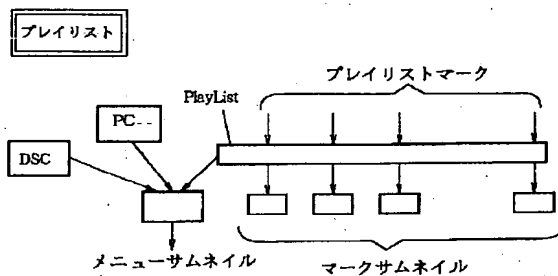 プレイリスト
プレイリストマーク
PlayList
PC--
DSC
メニューサムネイル
マークサムネイル